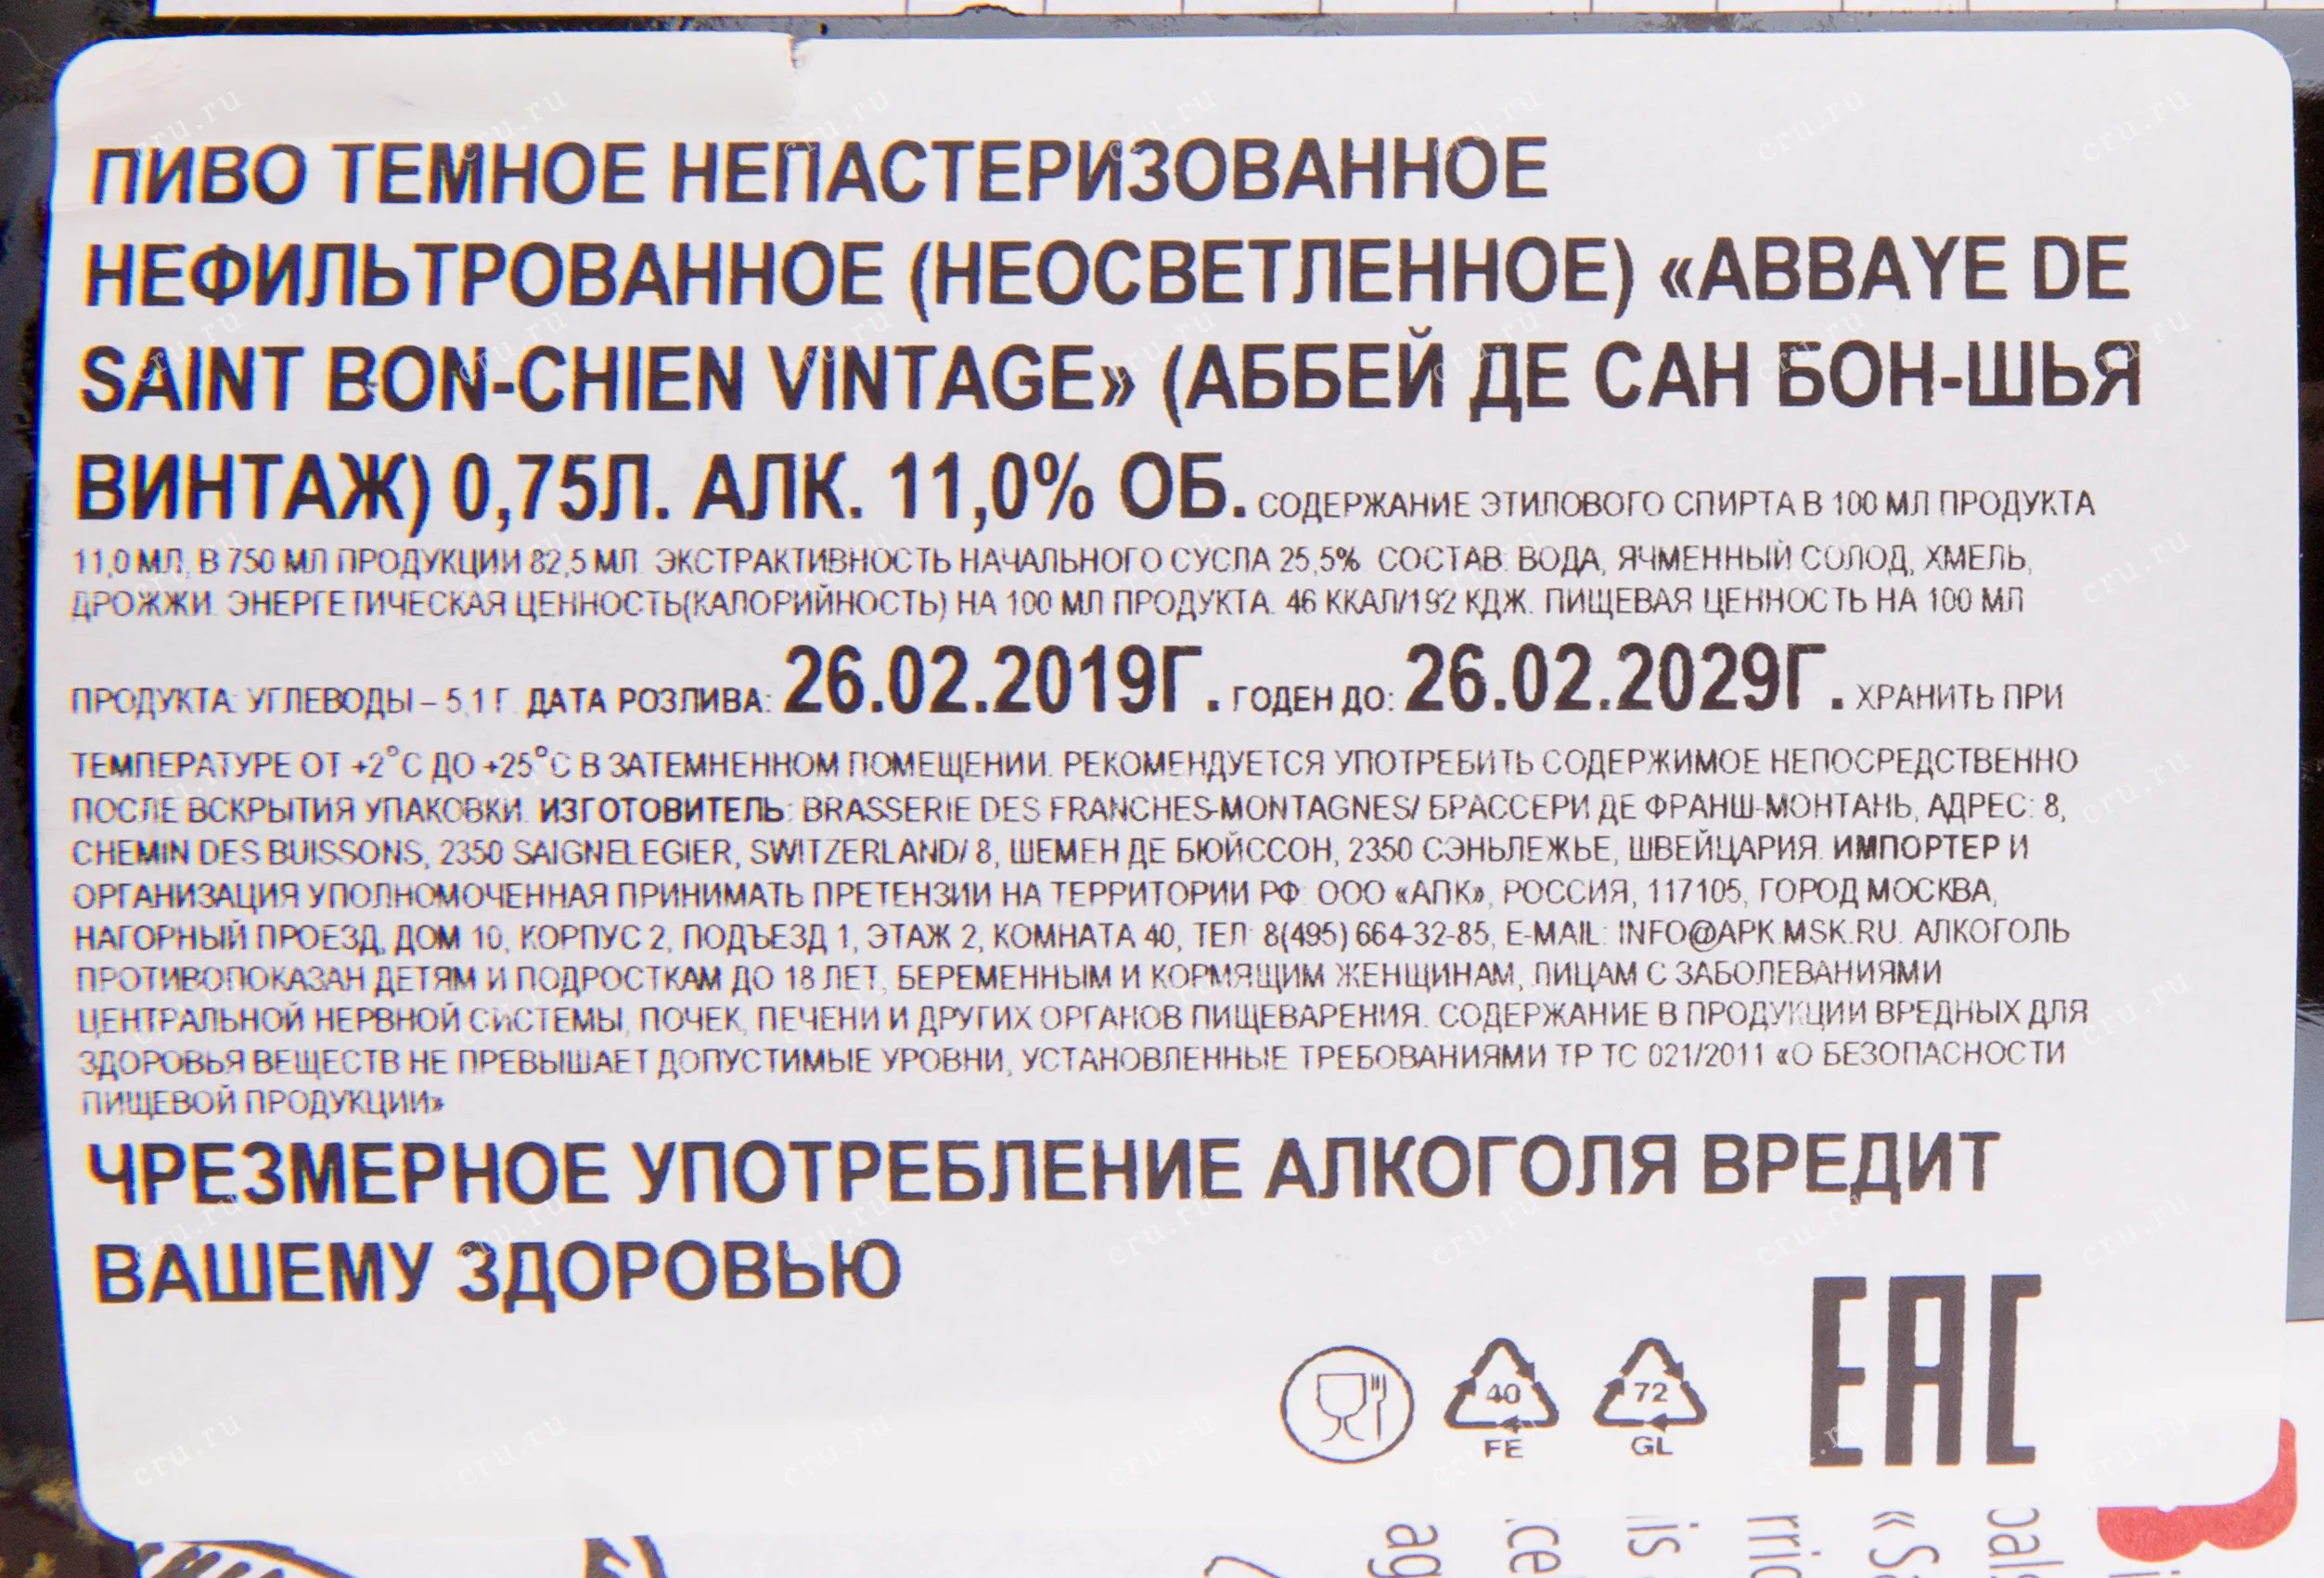 ПИВО ТЕМНОЕ НЕПАСТЕРИЗОВАННОЕ
НЕФИЛЬТРОВАННОЕ (НЕОСВЕТЛЕННОЕ) «ABBAYE DE
SAINT BON-CHIEN VINTAGE» (АББЕЙ ДЕ САН БОН-ШЬЯ
ВИНТАЖ) 0,75Л. АЛК. 11,0% ОБ. СОДЕРЖАНИЕ ЭТИЛОВОГО СПИРТА В 100 МЛ ПРОДУКТА
11,0 МЛ, В 750 МЛ ПРОДУКЦИИ 82,5 МЛ. ЭКСТРАКТИВНОСТЬ НАЧАЛЬНОГО СУСЛА 25,5%. СОСТАВ: ВОДА, ЯЧМЕННЫЙ СОЛОД, ХМЕЛЬ,
ДРОЖЖИ. ЭНЕРГЕТИЧЕСКАЯ ЦЕННОСТЬ(КАЛОРИЙНОСТЬ) НА 100 МЛ ПРОДУКТА: 46 ККАЛ/192 КДЖ. ПИЩЕВАЯ ЦЕННОСТЬ НА 100 МЛ
ПРОДУКТА: УГЛЕВОДЫ – 5,1 Г. ДАТА РОЗЛИВА: 26.02.2019Г. ГОДЕН ДО: 26.02.2029Г. ХРАНИТЬ ПРИ
ТЕМПЕРАТУРЕ ОТ +2°С ДО +25°С В ЗАТЕМНЕННОМ ПОМЕЩЕНИИ. РЕКОМЕНДУЕТСЯ УПОТРЕБИТЬ СОДЕРЖИМОЕ НЕПОСРЕДСТВЕННО
ПОСЛЕ ВСКРЫТИЯ УПАКОВКИ. ИЗГОТОВИТЕЛЬ: BRASSERIE DES FRANCHES-MONTAGNES/ БРАССЕРИ ДЕ ФРАНШ-МОНТАНЬ, АДРЕС: 8,
CHEMIN DES BUISSONS, 2350 SAIGNELEGIER, SWITZERLAND/ 8, ШЕМЕН ДЕ БЮЙССОН, 2350 СЭНЬЛЕЖЬЕ, ШВЕЙЦАРИЯ. ИМПОРТЕР И
ОРГАНИЗАЦИЯ УПОЛНОМОЧЕННАЯ ПРИНИМАТЬ ПРЕТЕНЗИИ НА ТЕРРИТОРИИ РФ: ООО «АПК», РОССИЯ, 117105, ГОРОД МОСКВА,
НАГОРНЫЙ ПРОЕЗД, ДОМ 10, КОРПУС 2, ПОДЪЕЗД 1, ЭТАЖ 2, КОМНАТА 40, ТЕЛ: 8(495) 664-32-85, E-MAIL: INFO@APK.MSK.RU. АЛКОГОЛЬ
ПРОТИВОПОКАЗАН ДЕТЯМ И ПОДРОСТКАМ ДО 18 ЛЕТ, БЕРЕМЕННЫМ И КОРМЯЩИМ ЖЕНЩИНАМ, ЛИЦАМ С ЗАБОЛЕВАНИЯМИ
ЦЕНТРАЛЬНОЙ НЕРВНОЙ СИСТЕМЫ, ПОЧЕК, ПЕЧЕНИ И ДРУГИХ ОРГАНОВ ПИЩЕВАРЕНИЯ. СОДЕРЖАНИЕ В ПРОДУКЦИИ ВРЕДНЫХ ДЛЯ
ЗДОРОВЬЯ ВЕЩЕСТВ НЕ ПРЕВЫШАЕТ ДОПУСТИМЫЕ УРОВНИ, УСТАНОВЛЕННЫЕ ТРЕБОВАНИЯМИ ТР ТС 021/2011 «О БЕЗОПАСНОСТИ
ПИЩЕВОЙ ПРОДУКЦИИ»
ЧРЕЗМЕРНОЕ УПОТРЕБЛЕНИЕ АЛКОГОЛЯ ВРЕДИТ
ВАШЕМУ ЗДОРОВЬЮ
40
FE
72
GL
EAC